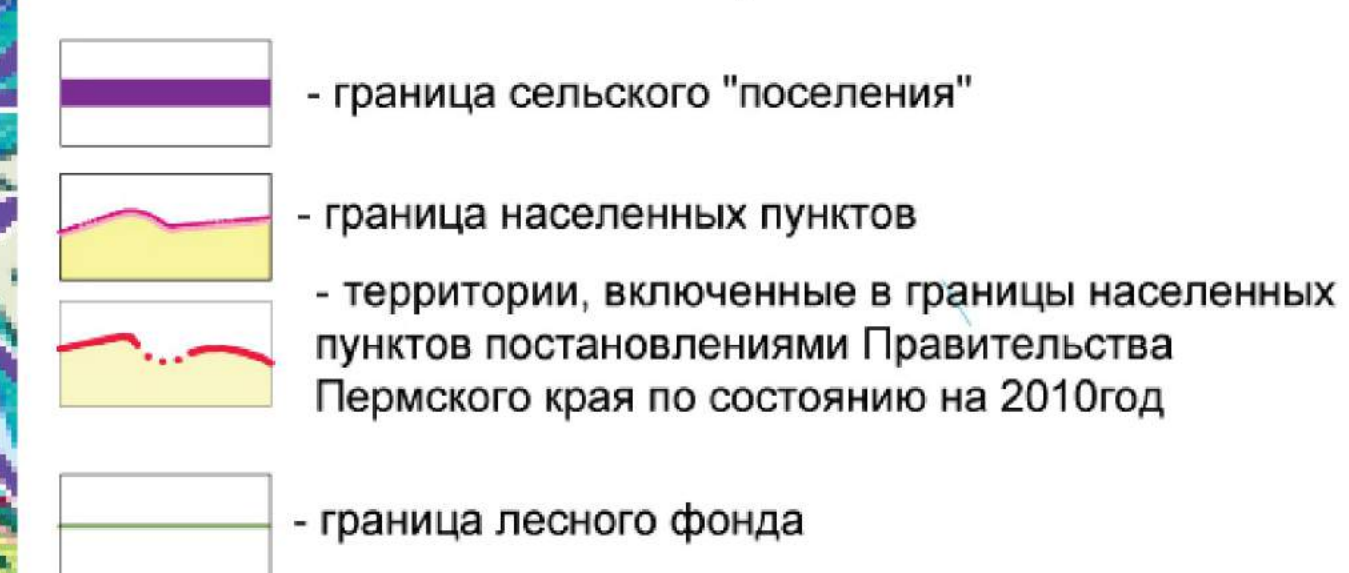 - граница сельского "поселения"
- граница населенных пунктов
- территории, включенные в границы населенных
пунктов постановлениями Правительства
Пермского края по состоянию на 2010год
- граница лесного фонда